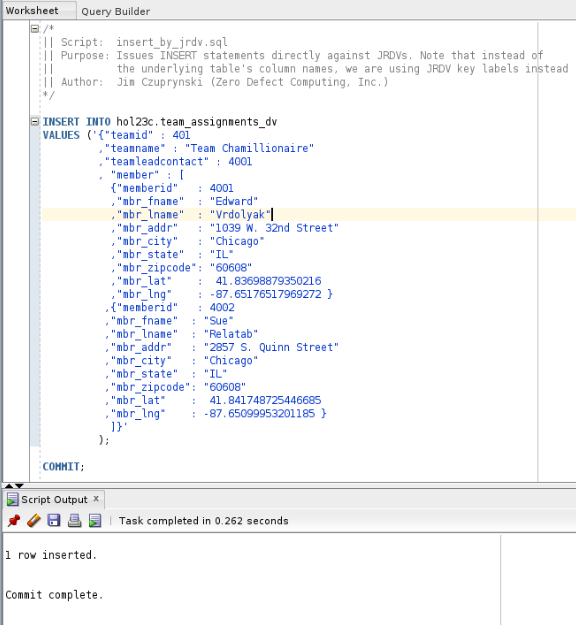 Worksheet Query Builder
/*
|| Script:  insert_by_jrdv.sql
|| Purpose: Issues INSERT statements directly against JRDVs. Note that instead of
||          the underlying table's column names, we are using JRDV key labels instead
|| Author:  Jim Czuprynski (Zero Defect Computing, Inc.)
*/
INSERT INTO hol23c.team_assignments_dv
VALUES ('{"teamid" : 401
,"teamname" : "Team Chamillionaire"
,"teamleadcontact" : 4001
, "member" : [
{"memberid"   : 4001
,"mbr_fname"  : "Edward"
,"mbr_lname"  : "Vrdolyak"
,"mbr_addr"   : "1039 W. 32nd Street"
,"mbr_city"   : "Chicago"
,"mbr_state"  : "IL"
,"mbr_zipcode": "60608"
,"mbr_lat"    :  41.83698879350216
,"mbr_lng"    : -87.65176517969272 }
,{"memberid"   : 4002
,"mbr_fname"  : "Sue"
,"mbr_lname"  : "Relatab"
,"mbr_addr"   : "2857 S. Quinn Street"
,"mbr_city"   : "Chicago"
,"mbr_state"  : "IL"
,"mbr_zipcode": "60608"
,"mbr_lat"    :  41.841748725446685
,"mbr_lng"    : -87.65099953201185 }
]}'
);
COMMIT;
Script Output x
Task completed in 0.262 seconds
1 row inserted.
Commit complete.